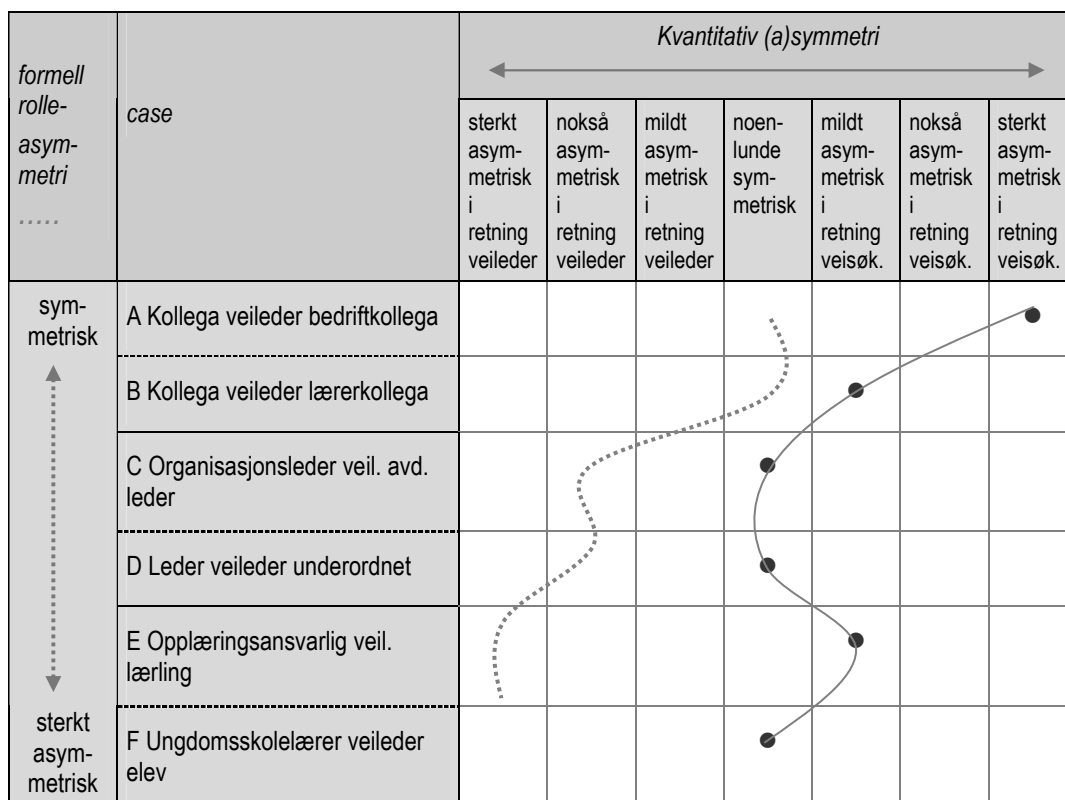 Kvantitativ (a)symmetri
formell
rolle-
asym-
metri
.....
case
sterkt
asym-
metrisk
i
retning
veileder
nokså
asym-
metrisk
i
retning
veileder
mildt
asym-
metrisk
i
retning
veileder
noen-
lunde
sym-
metrisk
mildt
asym-
metrisk
i
retning
veisøk.
nokså
asym-
metrisk
i
retning
veisøk.
sterkt
asym-
metrisk
i
retning
veisøk.
sym-
metrisk
A Kollega veileder bedriftkollega
B Kollega veileder lærerkollega
C Organisasjonsleder veil. avd.
leder
D Leder veileder underordnet
E Opplæringsansvarlig veil.
lærling
sterkt
asym-
metrisk
F Ungdomsskolelærer veileder
elev